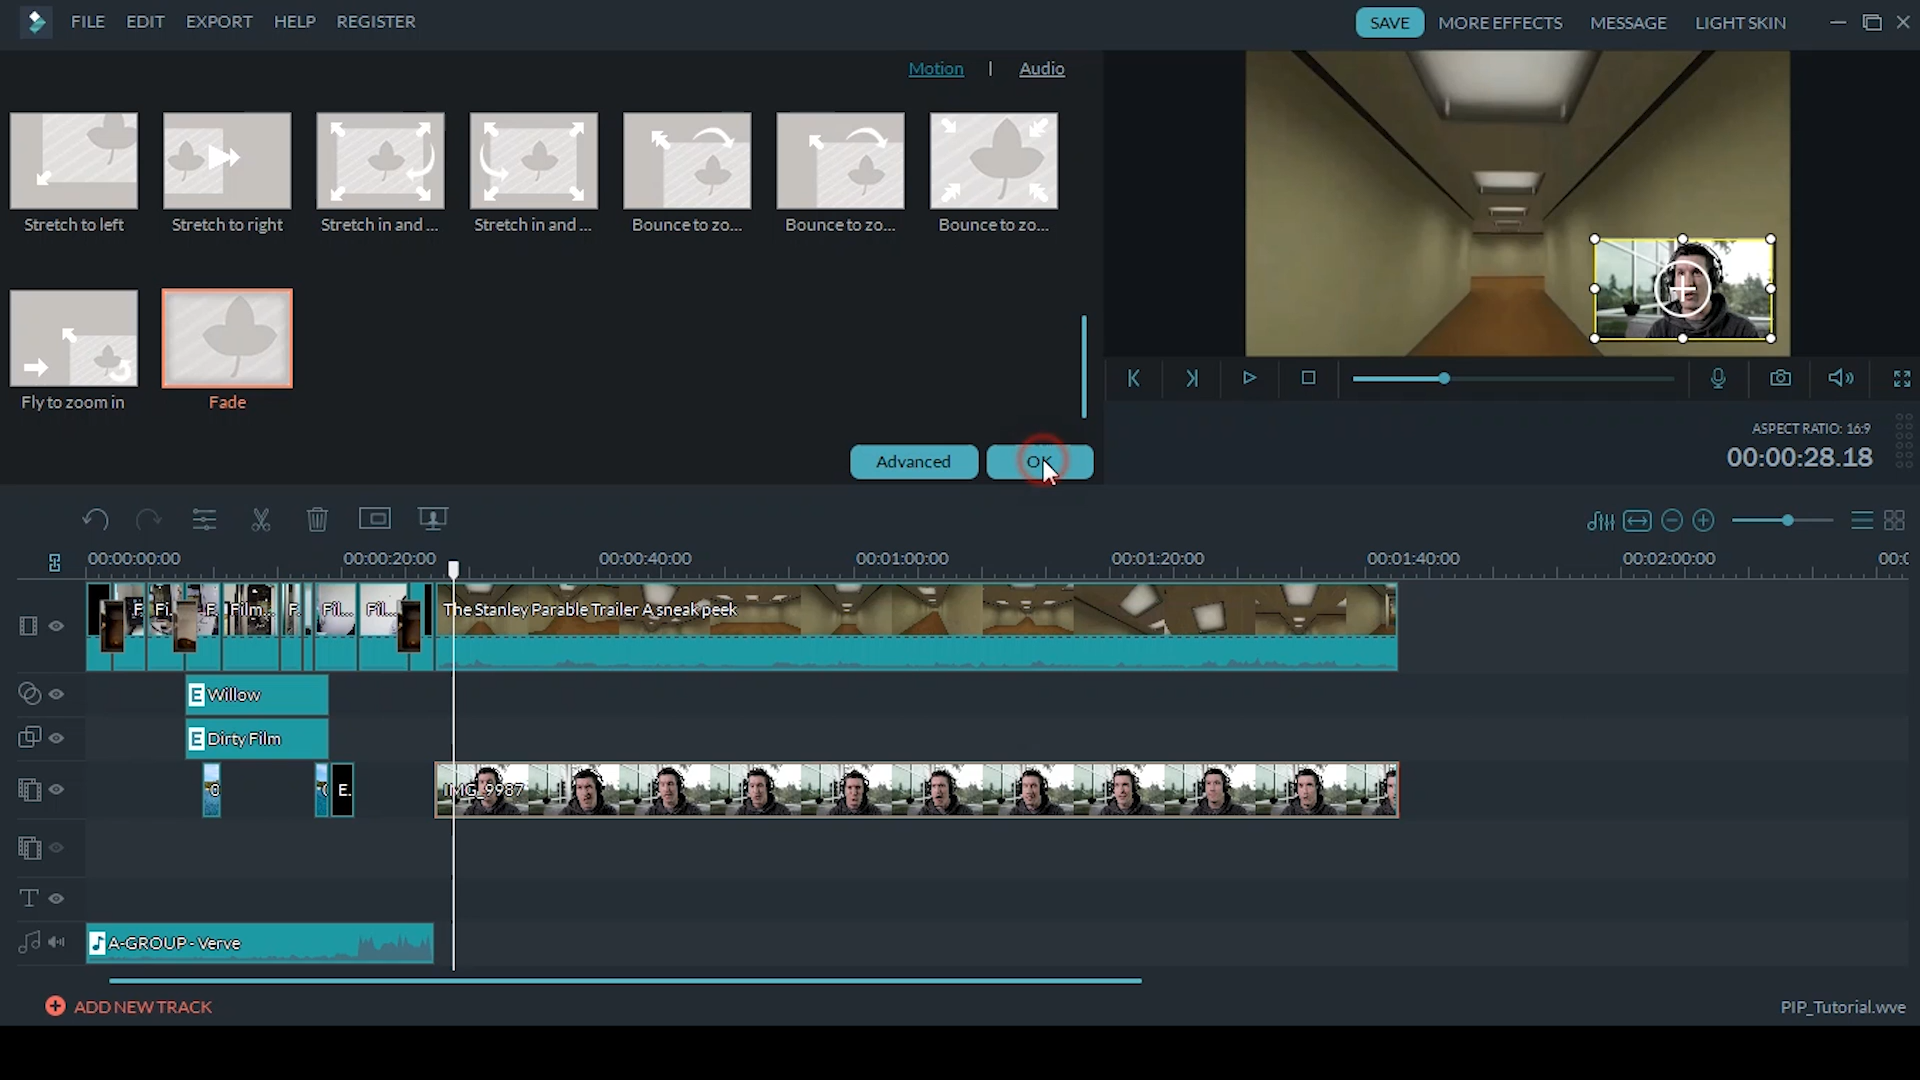 FILE EDIT EXPORT HELP REGISTER
SAVE MORE EFFECTS MESSAGE LIGHT SKIN
Motion | Audio
Stretch to left Stretch to right Stretch in and ... Stretch in and ... Bounce to zo... Bounce to zo... Bounce to zo...
Fly to zoom in Fade
Advanced OK
ASPECT RATIO: 16:9
00:00:28.18
00:00:00:00 00:00:20:00 00:00:40:00 00:01:00:00 00:01:20:00 00:01:40:00 00:02:00:00
F Fi... F. Film... F. Fil... Fil... The Stanley Parable Trailer A sneak peek
E Willow
E Dirty Film
E. IMG_9987
A-GROUP - Verve
ADD NEW TRACK
PIP_Tutorial.wve